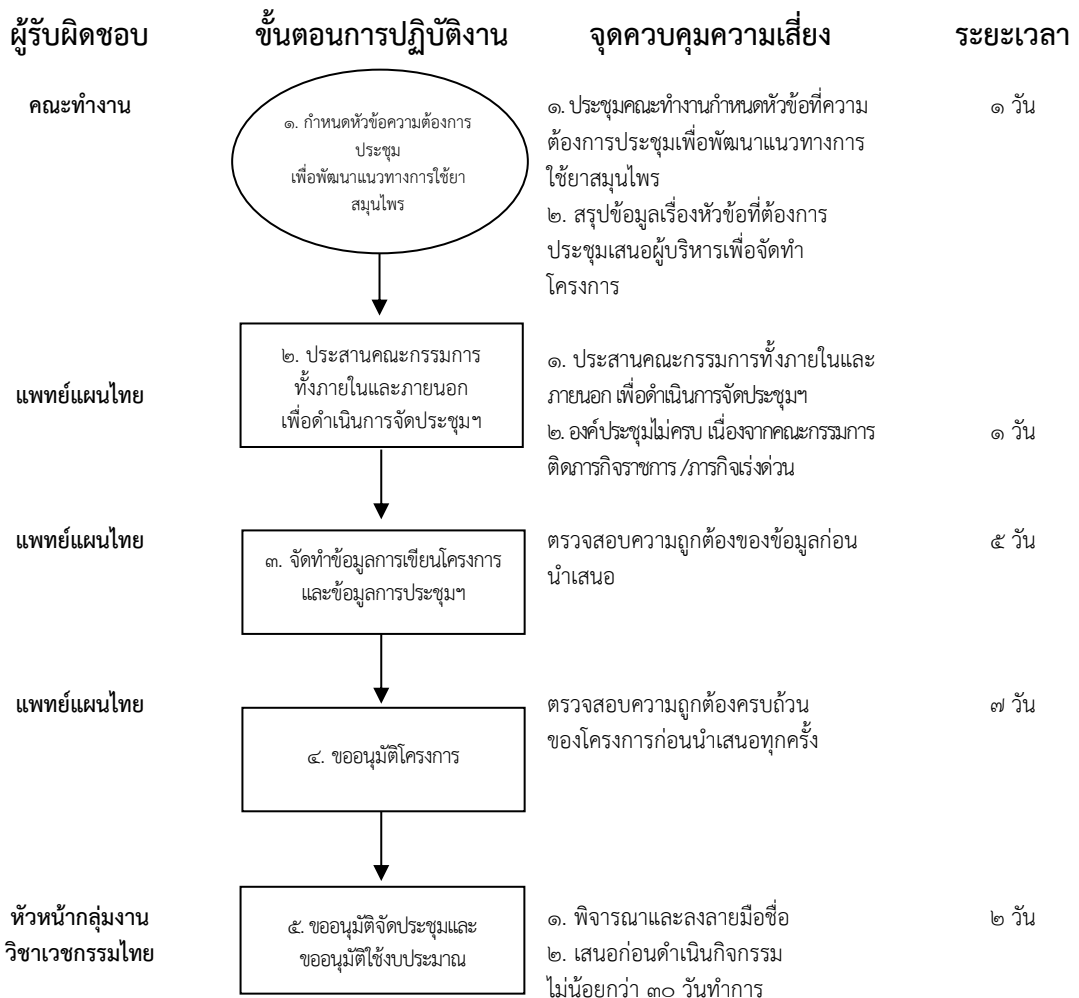 ผู้รับผิดชอบ ขั้นตอนการปฏิบัติงาน จุดควบคุมความเสี่ยง ระยะเวลา
คณะทำงาน
๑. กำหนดหัวข้อความต้องการ
ประชุม
เพื่อพัฒนาแนวทางการใช้ยา
สมุนไพร
๑. ประชุมคณะทำงานกำหนดหัวข้อที่ความ
ต้องการประชุมเพื่อพัฒนาแนวทางการ
ใช้ยาสมุนไพร
๒. สรุปข้อมูลเรื่องหัวข้อที่ต้องการ
ประชุมเสนอผู้บริหารเพื่อจัดทำ
โครงการ
๑ วัน
แพทย์แผนไทย
๒. ประสานคณะกรรมการ
ทั้งภายในและภายนอก
เพื่อดำเนินการจัดประชุมฯ
๑. ประสานคณะกรรมการทั้งภายในและ
ภายนอก เพื่อดำเนินการจัดประชุมฯ
๒. องค์ประชุมไม่ครบ เนื่องจากคณะกรรมการ
ติดภารกิจราชการ /ภารกิจเร่งด่วน
๑ วัน
แพทย์แผนไทย
๓. จัดทำข้อมูลการเขียนโครงการ
และข้อมูลการประชุมฯ
ตรวจสอบความถูกต้องของข้อมูลก่อน
นำเสนอ
๕ วัน
แพทย์แผนไทย
๔. ขออนุมัติโครงการ
ตรวจสอบความถูกต้องครบถ้วน
ของโครงการก่อนนำเสนอทุกครั้ง
๗ วัน
หัวหน้ากลุ่มงาน
วิชาเวชกรรมไทย
๕. ขออนุมัติจัดประชุมและ
ขออนุมัติใช้งบประมาณ
๑. พิจารณาและลงลายมือชื่อ
๒. เสนอก่อนดำเนินกิจกรรม
ไม่น้อยกว่า ๓๐ วันทำการ
๒ วัน